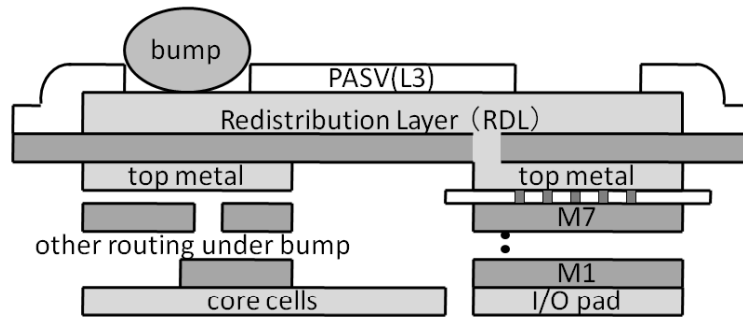 bump
PASV(L3)
Redistribution Layer（RDL）
top metal
top metal
M7
other routing under bump
M1
core cells
I/O pad